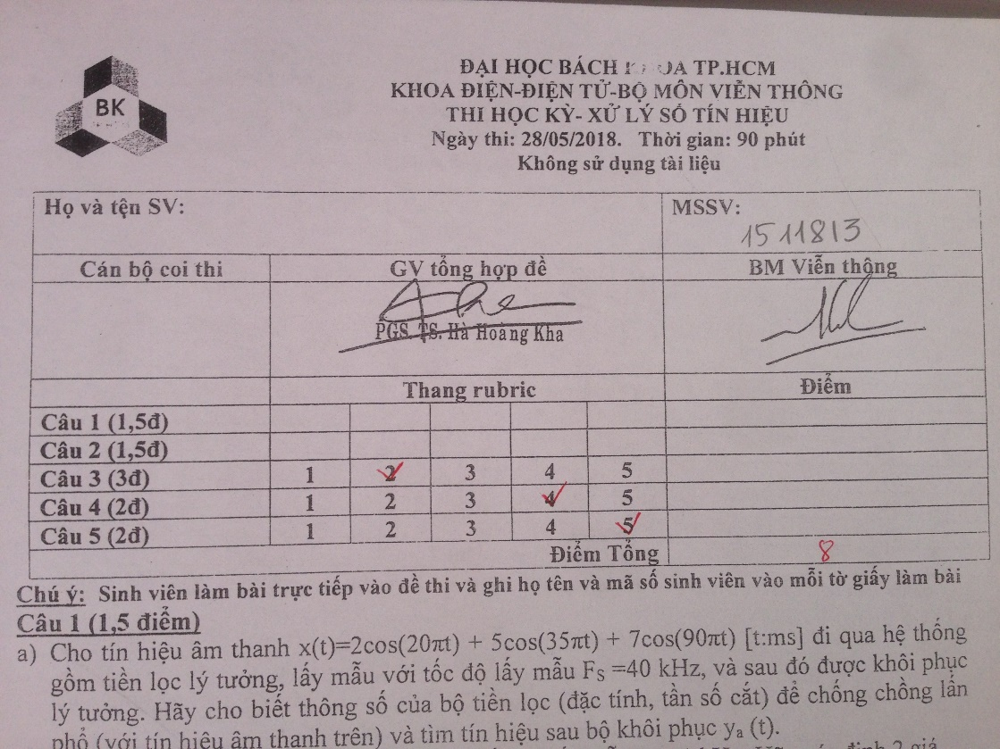 BK
ĐẠI HỌC BÁCH KHOA TP.HCM
KHOA ĐIỆN-ĐIỆN TỬ-BỘ MÔN VIỄN THÔNG
THI HỌC KỲ- XỬ LÝ SỐ TÍN HIỆU
Ngày thi: 28/05/2018. Thời gian: 90 phút
Không sử dụng tài liệu
Họ và tện SV:
MSSV:
1511813
Cán bộ coi thi GV tổng hợp đề BM Viễn thông
PGS. TS. Hà Hoàng Kha
Thang rubric Điểm
Câu 1 (1,5đ)
Câu 2 (1,5đ)
Câu 3 (3đ) 1 2 3 4 5
Câu 4 (2đ) 1 2 3 4 5
Câu 5 (2đ) 1 2 3 4 5
Điểm Tổng 8
Chú ý: Sinh viên làm bài trực tiếp vào đề thi và ghi họ tên và mã số sinh viên vào mỗi tờ giấy làm bài
Câu 1 (1,5 điểm)
a) Cho tín hiệu âm thanh x(t)=2cos(20πt) + 5cos(35πt) + 7cos(90πt) [t:ms] đi qua hệ thống
gồm tiền lọc lý tưởng, lấy mẫu với tốc độ lấy mẫu Fs =40 kHz, và sau đó được khôi phục
lý tưởng. Hãy cho biết thông số của bộ tiền lọc (đặc tính, tần số cắt) để chống chồng lấn
phổ (với tín hiệu âm thanh trên) và tìm tín hiệu sau bộ khôi phục ya (t).